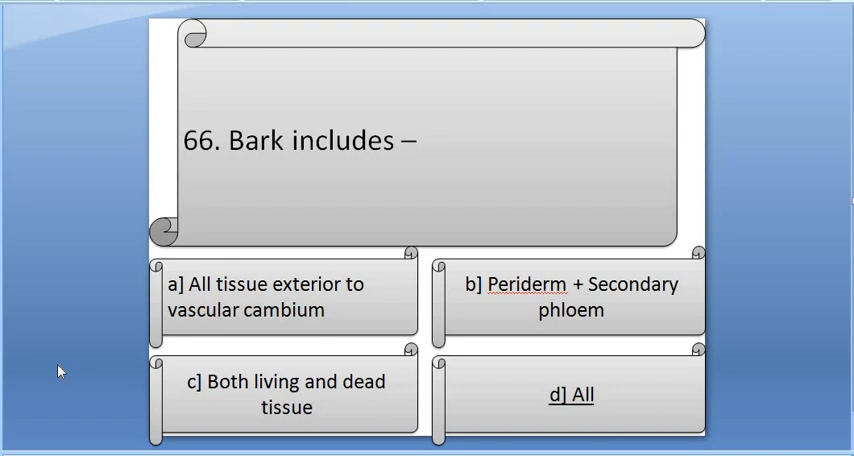 66. Bark includes –
a] All tissue exterior to
vascular cambium
b] Periderm + Secondary
phloem
c] Both living and dead
tissue
d] All